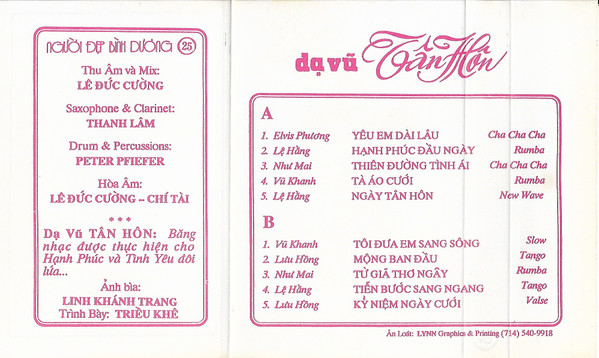 NGƯỜI ĐẸP BÌNH DƯƠNG 25
Thu Âm và Mix:
LÊ ĐỨC CƯỜNG
Saxophone & Clarinet:
THANH LÂM
Drum & Percussions:
PETER PFIEFER
Hòa Âm:
LÊ ĐỨC CƯỜNG – CHÍ TÀI
***
Dạ Vũ TÂN HÔN: Băng
nhạc được thực hiện cho
Hạnh Phúc và Tình Yêu đôi
lứa...
Ảnh bìa:
LINH KHÁNH TRANG
Trình Bày: TRIỀU KHÊ
dạ vũ Tân Hôn
A
1. Elvis Phương YÊU EM DÀI LÂU Cha Cha Cha
2. Lệ Hằng HẠNH PHÚC ĐẦU NGÀY Rumba
3. Như Mai THIÊN ĐƯỜNG TÌNH ÁI Cha Cha Cha
4. Vũ Khanh TÀ ÁO CƯỚI Rumba
5. Lệ Hằng NGÀY TÂN HÔN New Wave
B
1. Vũ Khanh TÔI ĐƯA EM SANG SÔNG Slow
2. Lưu Hồng MỘNG BAN ĐẦU Tango
3. Như Mai TỪ GIÃ THƠ NGÂY Rumba
4. Lệ Hằng TIẾN BƯỚC SANG NGANG Tango
5. Lưu Hồng KỶ NIỆM NGÀY CƯỚI Valse
Ấn Loát: LYNN Graphics & Printing (714) 540-9918